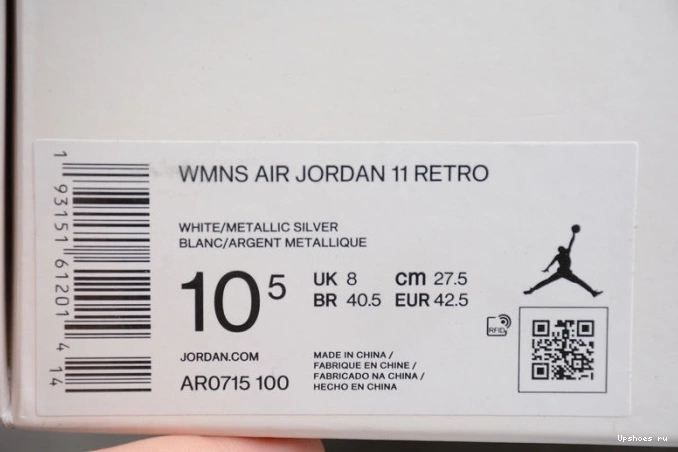 WMNS AIR JORDAN 11 RETRO
WHITE/METALLIC SILVER
BLANC/ARGENT METALLIQUE
10 5
UK 8 cm 27.5
BR 40.5 EUR 42.5
JORDAN.COM
AR0715 100
MADE IN CHINA /
FABRIQUE EN CHINE /
FABRICADO NA CHINA /
HECHO EN CHINA
RFID
1 93151 61201 4 14
Upshoes ru